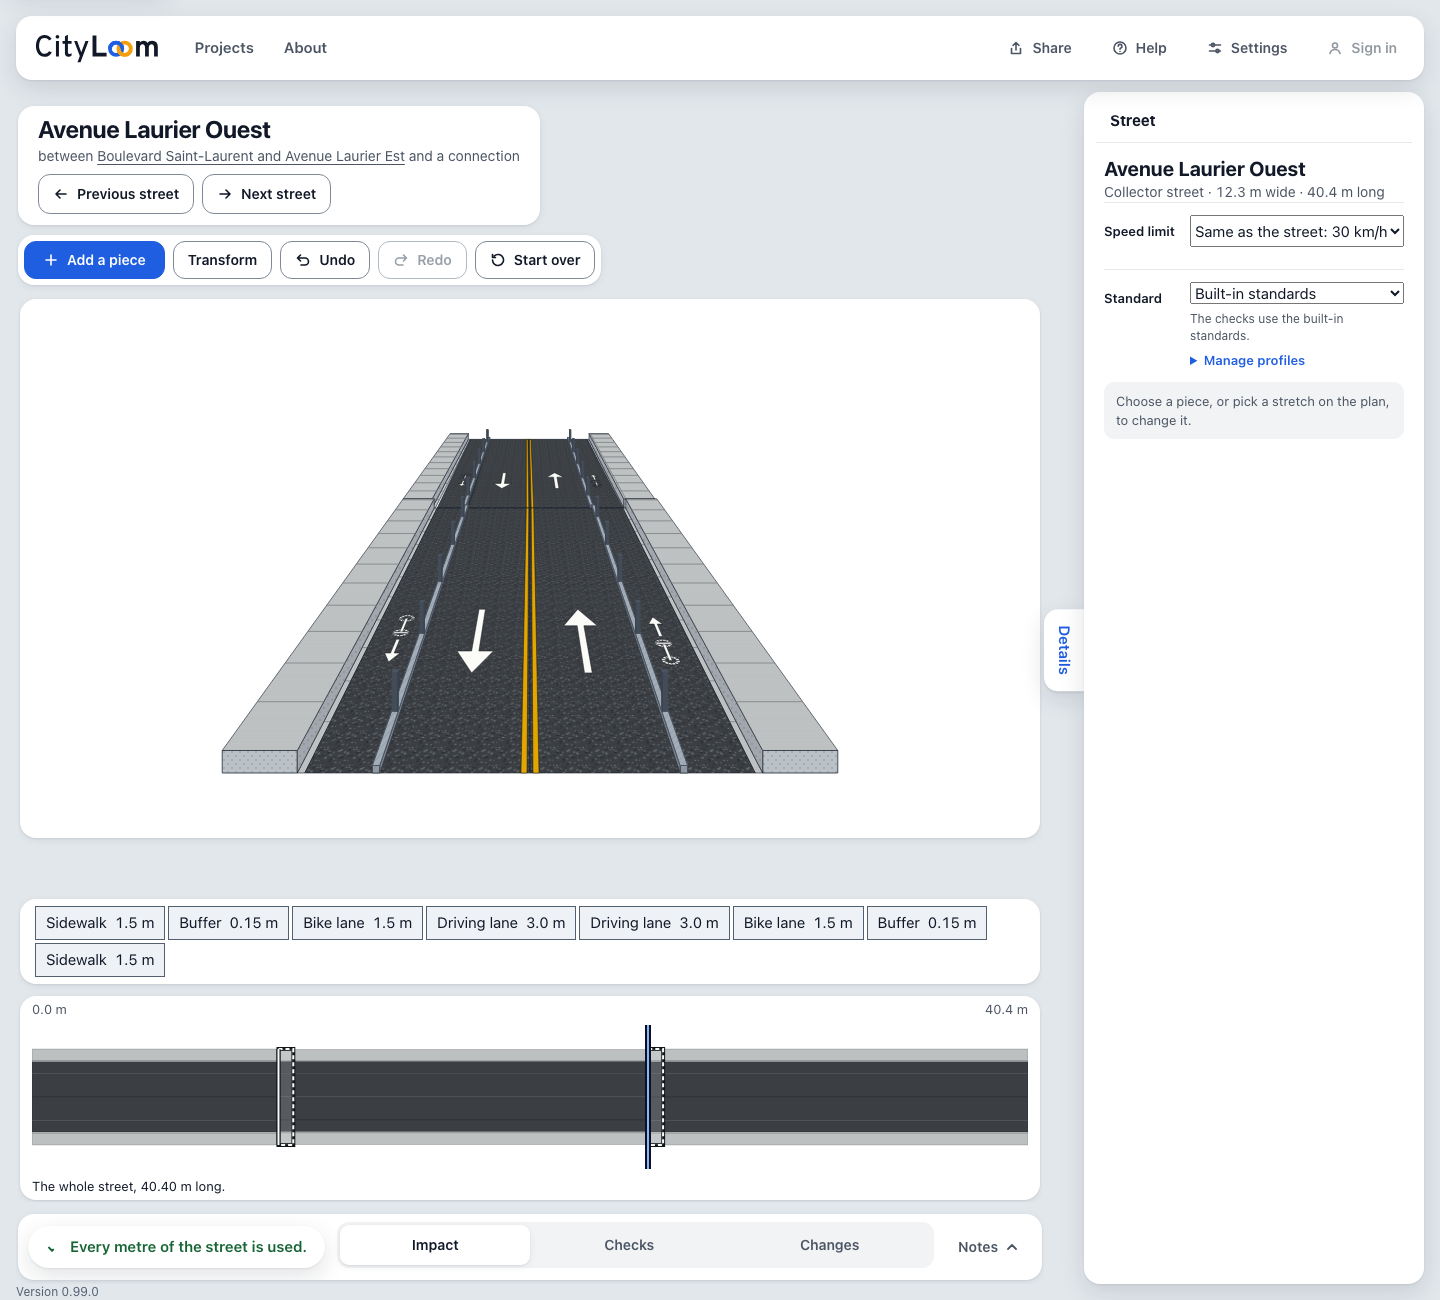 CityLoom
Projects
About
Share
Help
Settings
Sign in
Avenue Laurier Ouest
between Boulevard Saint-Laurent and Avenue Laurier Est and a connection
Previous street
Next street
Add a piece
Transform
Undo
Redo
Start over
Street
Avenue Laurier Ouest
Collector street · 12.3 m wide · 40.4 m long
Speed limit
Same as the street: 30 km/h
Standard
Built-in standards
The checks use the built-in
standards.
Manage profiles
Choose a piece, or pick a stretch on the plan,
to change it.
Details
Sidewalk 1.5 m
Buffer 0.15 m
Bike lane 1.5 m
Driving lane 3.0 m
Driving lane 3.0 m
Bike lane 1.5 m
Buffer 0.15 m
Sidewalk 1.5 m
0.0 m
40.4 m
The whole street, 40.40 m long.
Every metre of the street is used.
Impact
Checks
Changes
Notes
Version 0.99.0